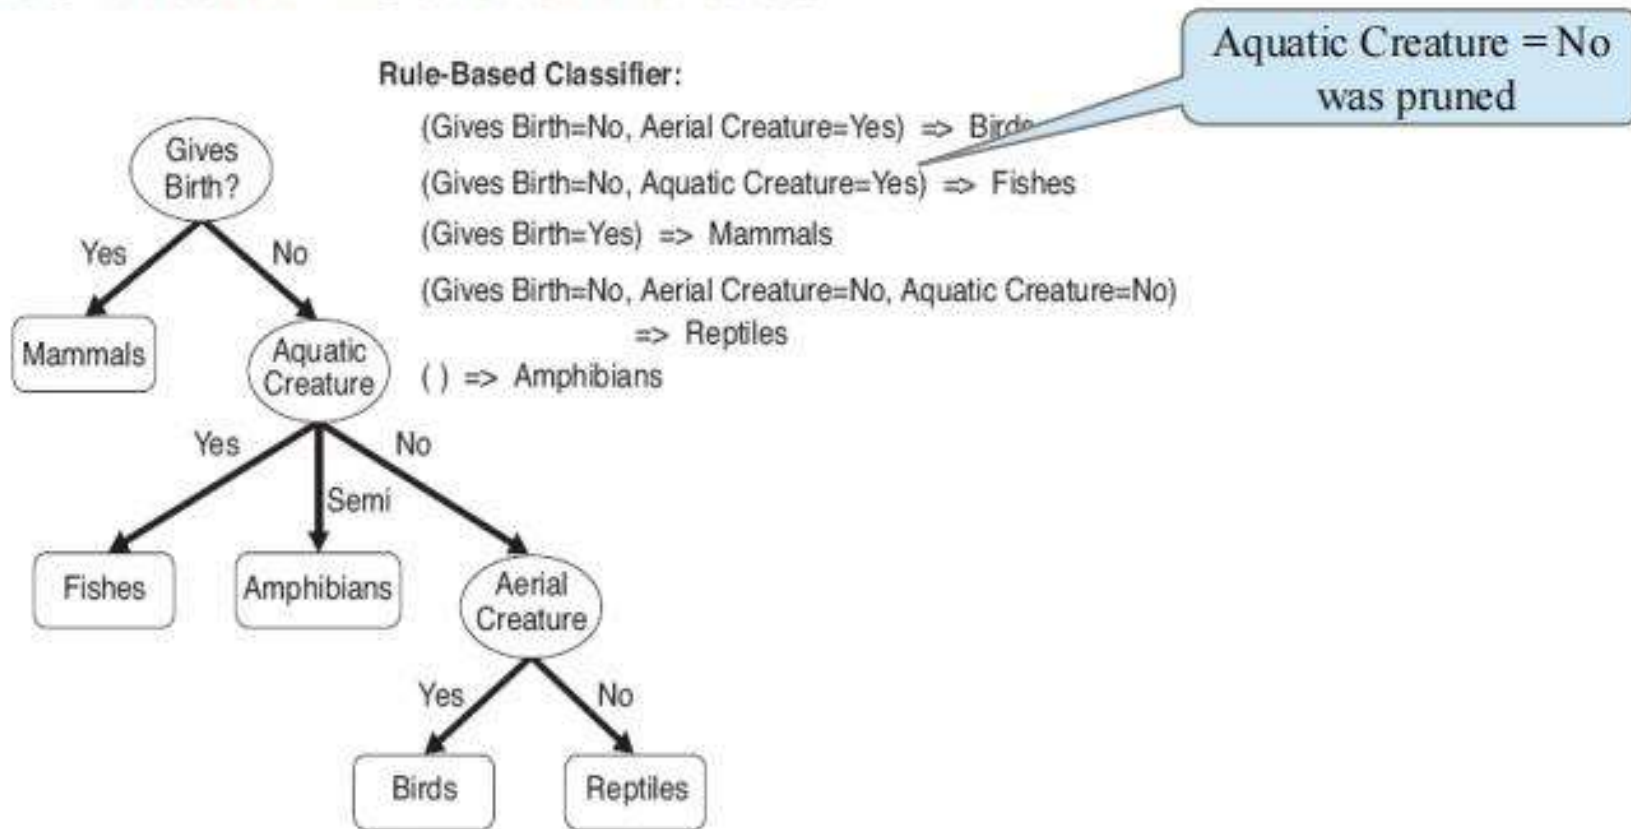 Aquatic Creature = No
was pruned
Rule-Based Classifier:
(Gives Birth=No, Aerial Creature=Yes) => Birds
(Gives Birth=No, Aquatic Creature=Yes) => Fishes
(Gives Birth=Yes) => Mammals
(Gives Birth=No, Aerial Creature=No, Aquatic Creature=No)
=> Reptiles
( ) => Amphibians
Gives
Birth?
Yes
No
Mammals
Aquatic
Creature
Yes
Semi
No
Fishes
Amphibians
Aerial
Creature
Yes
No
Birds
Reptiles